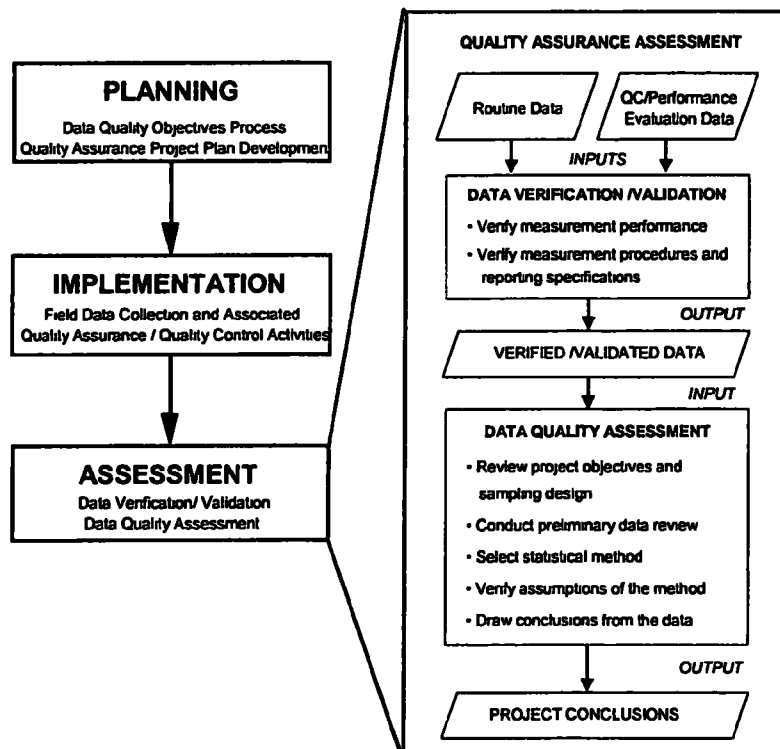 PLANNING
Data Quality Objectives Process
Quality Assurance Project Plan Developmen
IMPLEMENTATION
Field Data Collection and Associated
Quality Assurance / Quality Control Activities
ASSESSMENT
Data Verification/ Validation
Data Quality Assessment
QUALITY ASSURANCE ASSESSMENT
Routine Data
QC/Performance
Evaluation Data
INPUTS
DATA VERIFICATION /VALIDATION
• Verify measurement performance
• Verify measurement procedures and
reporting specifications
OUTPUT
VERIFIED /VALIDATED DATA
INPUT
DATA QUALITY ASSESSMENT
• Review project objectives and
sampling design
• Conduct preliminary data review
• Select statistical method
• Verify assumptions of the method
• Draw conclusions from the data
OUTPUT
PROJECT CONCLUSIONS